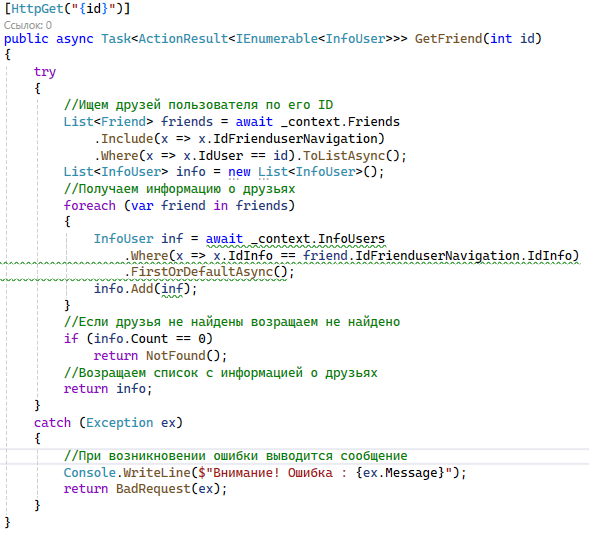 [HttpGet("{id}")]
Ссылок: 0
public async Task<ActionResult<IEnumerable<InfoUser>>> GetFriend(int id)
{
try
{
//Ищем друзей пользователя по его ID
List<Friend> friends = await _context.Friends
.Include(x => x.IdFrienduserNavigation)
.Where(x => x.IdUser == id).ToListAsync();
List<InfoUser> info = new List<InfoUser>();
//Получаем информацию о друзьях
foreach (var friend in friends)
{
InfoUser inf = await _context.InfoUsers
.Where(x => x.IdInfo == friend.IdFrienduserNavigation.IdInfo)
.FirstOrDefaultAsync();
info.Add(inf);
}
//Если друзья не найдены возращаем не найдено
if (info.Count == 0)
return NotFound();
//Возращаем список с информацией о друзьях
return info;
}
catch (Exception ex)
{
//При возникновении ошибки выводится сообщение
Console.WriteLine($"Внимание! Ошибка : {ex.Message}");
return BadRequest(ex);
}
}